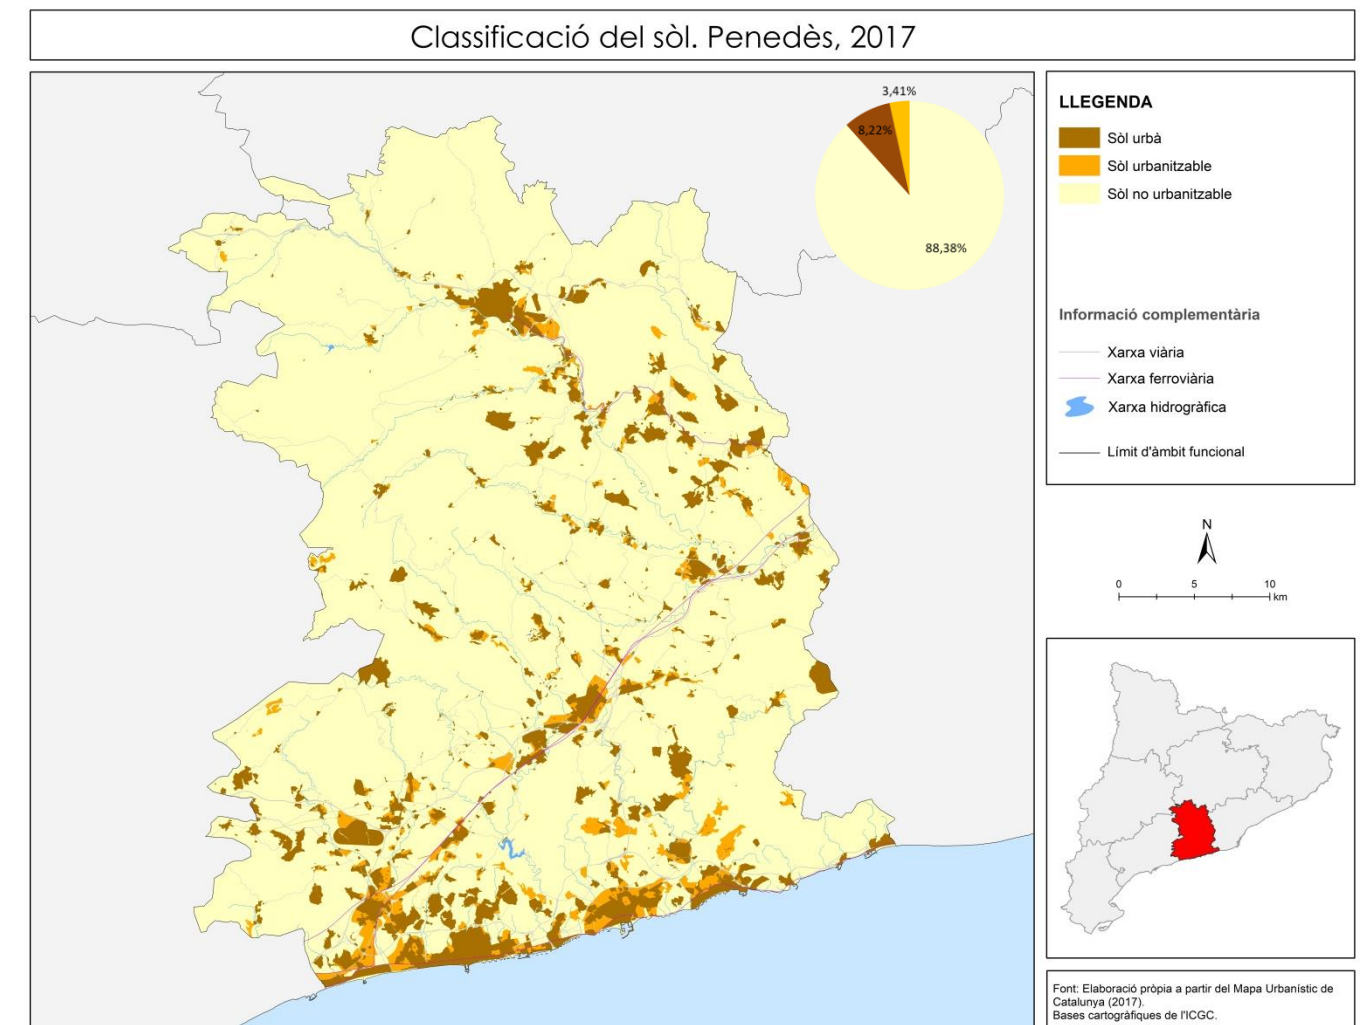 Classificació del sòl. Penedès, 2017
3,41%
8,22%
88,38%
LLEGENDA
Sòl urbà
Sòl urbanitzable
Sòl no urbanitzable
Informació complementària
Xarxa viària
Xarxa ferroviària
Xarxa hidrogràfica
Límit d'àmbit funcional
N
0 5 10
km
Font: Elaboració pròpia a partir del Mapa Urbanístic de
Catalunya (2017).
Bases cartogràfiques de l'ICGC.